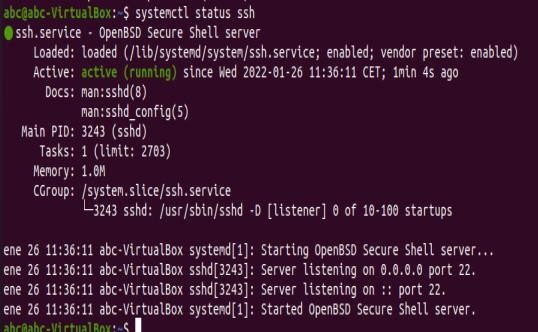 abc@abc-VirtualBox:~$ systemctl status ssh
● ssh.service - OpenBSD Secure Shell server
Loaded: loaded (/lib/systemd/system/ssh.service; enabled; vendor preset: enabled)
Active: active (running) since Wed 2022-01-26 11:36:11 CET; 1min 4s ago
Docs: man:sshd(8)
man:sshd_config(5)
Main PID: 3243 (sshd)
Tasks: 1 (limit: 2703)
Memory: 1.0M
CGroup: /system.slice/ssh.service
└─3243 sshd: /usr/sbin/sshd -D [listener] 0 of 10-100 startups
ene 26 11:36:11 abc-VirtualBox systemd[1]: Starting OpenBSD Secure Shell server...
ene 26 11:36:11 abc-VirtualBox sshd[3243]: Server listening on 0.0.0.0 port 22.
ene 26 11:36:11 abc-VirtualBox sshd[3243]: Server listening on :: port 22.
ene 26 11:36:11 abc-VirtualBox systemd[1]: Started OpenBSD Secure Shell server.
abc@abc-VirtualBox:~$